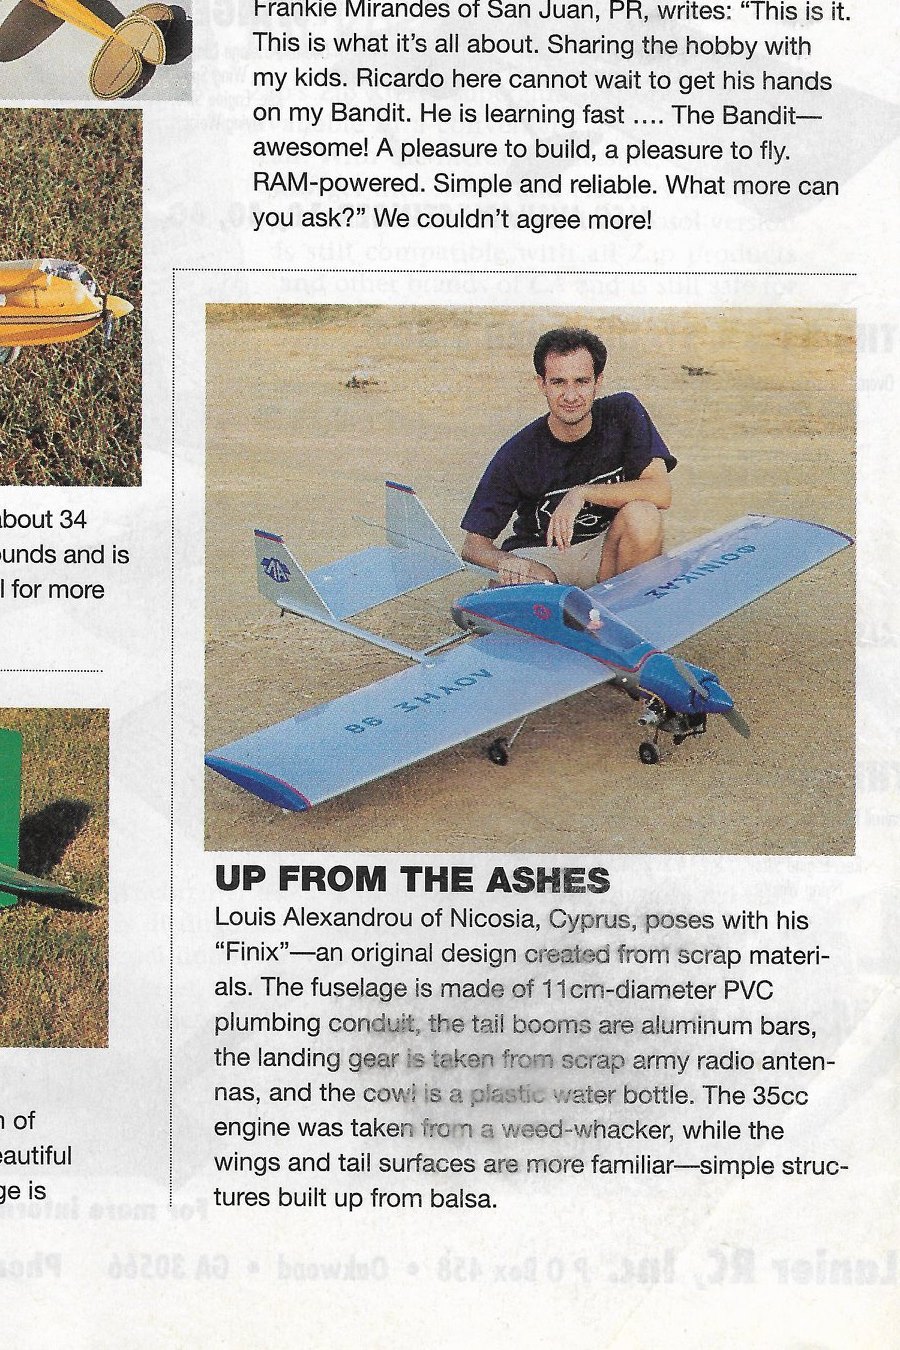 Frankie Mirandes of San Juan, PR, writes: “This is it.
This is what it’s all about. Sharing the hobby with
my kids. Ricardo here cannot wait to get his hands
on my Bandit. He is learning fast …. The Bandit—
awesome! A pleasure to build, a pleasure to fly.
RAM-powered. Simple and reliable. What more can
you ask?” We couldn’t agree more!
about 34
ounds and is
l for more
eautiful
ge is
n of
ΦΟΙΝΙΚΑΣ
ΛΟΥΗΣ 98
UP FROM THE ASHES
Louis Alexandrou of Nicosia, Cyprus, poses with his
“Finix”—an original design created from scrap materi-
als. The fuselage is made of 11cm-diameter PVC
plumbing conduit, the tail booms are aluminum bars,
the landing gear is taken from scrap army radio anten-
nas, and the cowl is a plastic water bottle. The 35cc
engine was taken from a weed-whacker, while the
wings and tail surfaces are more familiar—simple struc-
tures built up from balsa.